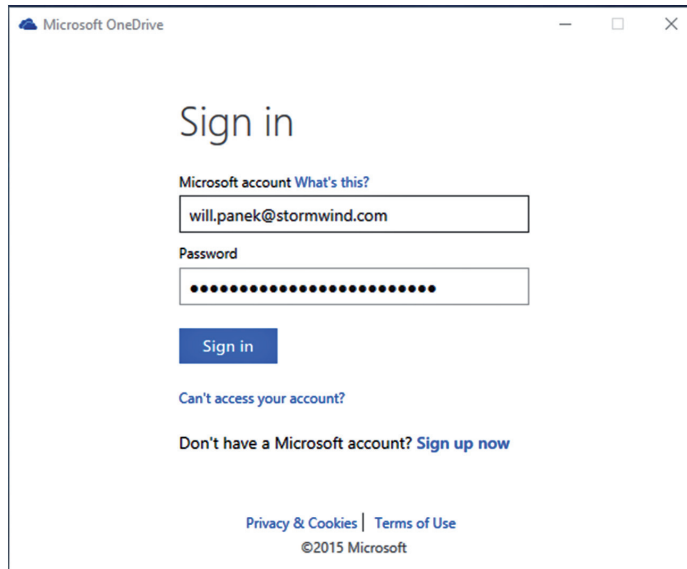 Microsoft OneDrive
Sign in
Microsoft account What's this?
will.panek@stormwind.com
Password
●●●●●●●●●●●●●●●●●●●●●●●●●
Sign in
Can't access your account?
Don't have a Microsoft account? Sign up now
Privacy & Cookies | Terms of Use
©2015 Microsoft